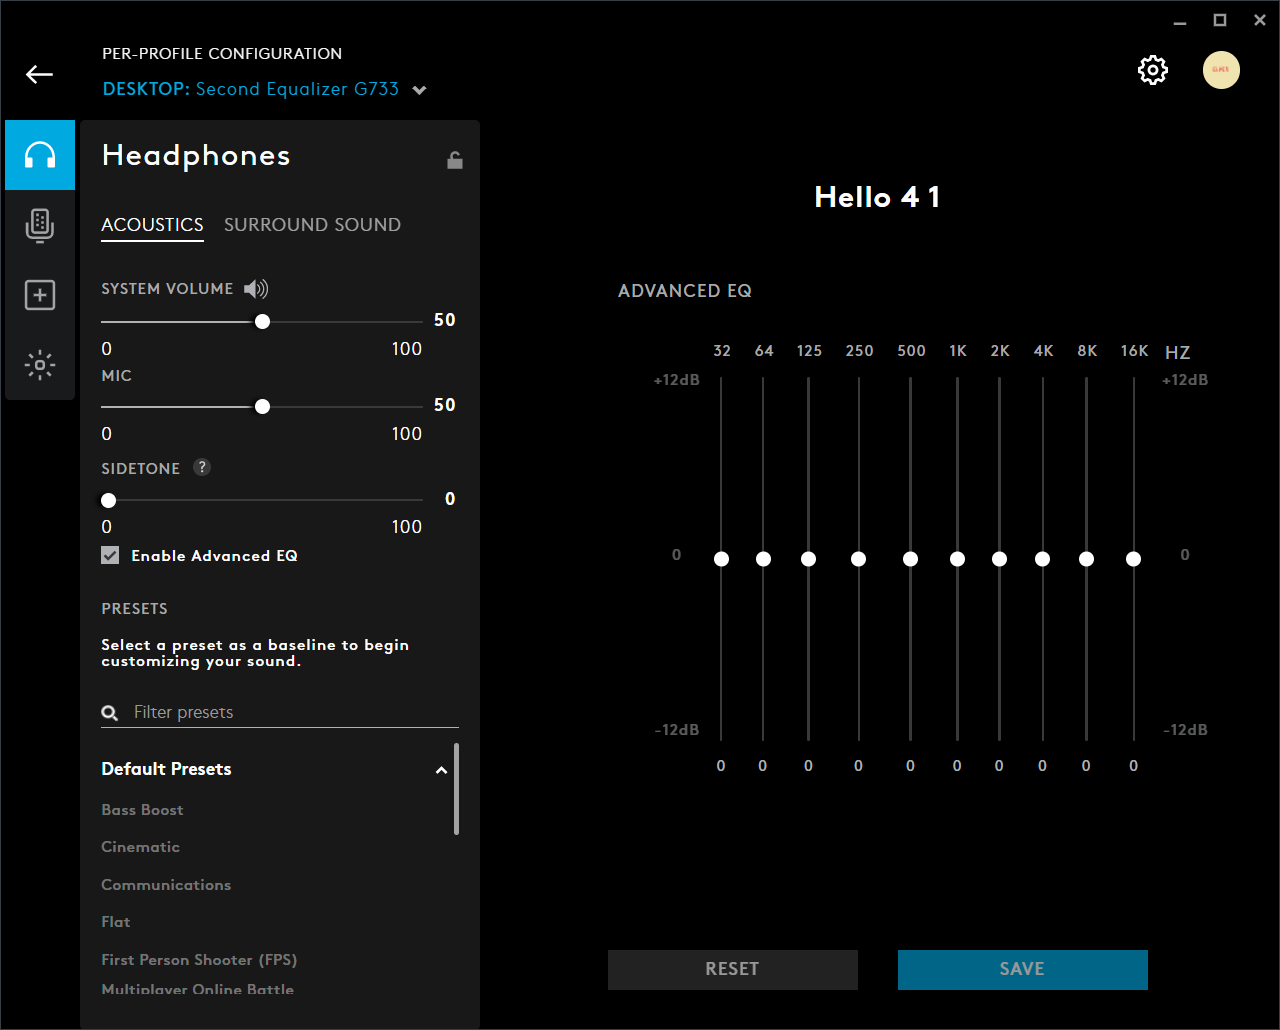 PER-PROFILE CONFIGURATION
DESKTOP: Second Equalizer G733
Headphones
ACOUSTICS SURROUND SOUND
SYSTEM VOLUME
50
0 100
MIC
50
0 100
SIDETONE ?
0
0 100
Enable Advanced EQ
PRESETS
Select a preset as a baseline to begin
customizing your sound.
Filter presets
Default Presets
Bass Boost
Cinematic
Communications
Flat
First Person Shooter (FPS)
Multiplayer Online Battle
Hello 4 1
ADVANCED EQ
32 64 125 250 500 1K 2K 4K 8K 16K HZ
+12dB +12dB
0 0
-12dB -12dB
0 0 0 0 0 0 0 0 0 0
RESET SAVE